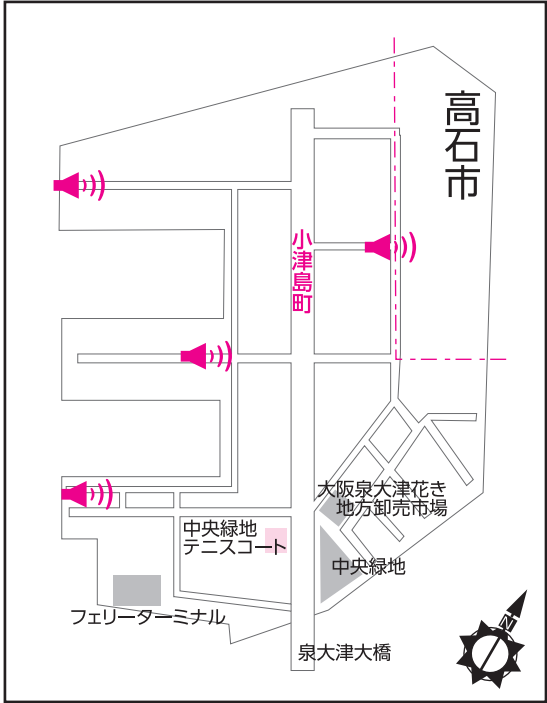 高石市
小津島町
大阪泉大津花き
地方卸売市場
中央緑地
テニスコート
中央緑地
フェリーターミナル
泉大津大橋
N